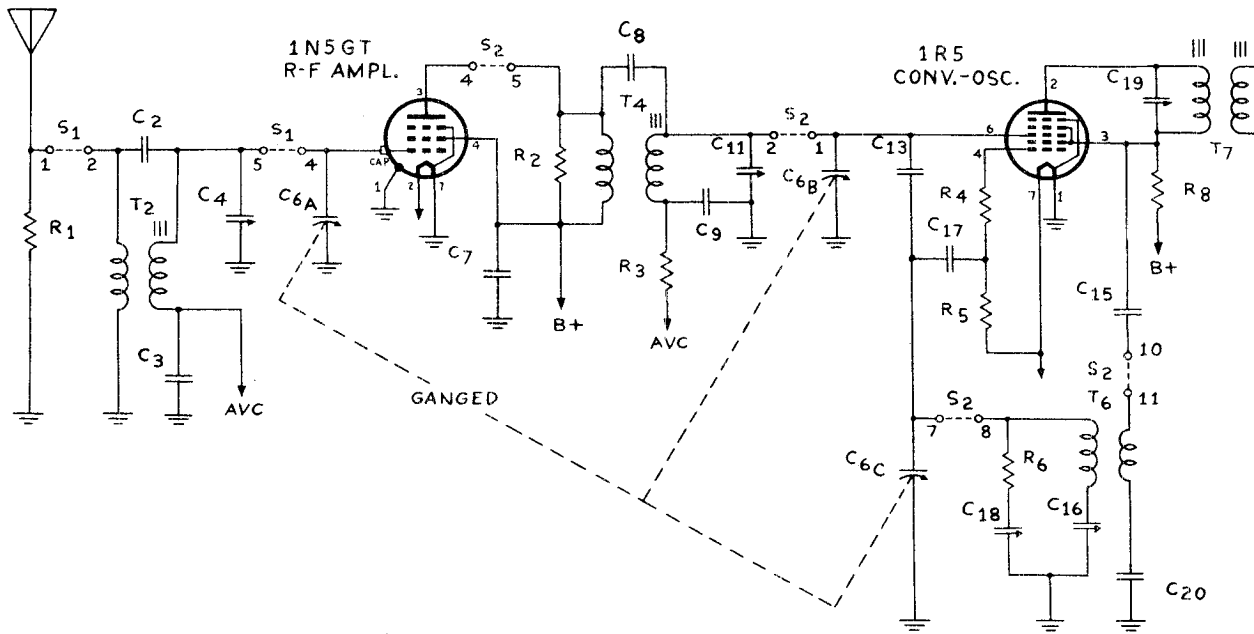 1N5GT
R-F AMPL.
1R5
CONV.-OSC.
S1
1
2
C2
S1
5
4
C4
C6A
R1
T2
C3
AVC
CAP
1
2
3
4
7
S2
4
5
R2
C7
B+
C8
T4
R3
AVC
C9
C11
S2
2
1
C6B
C13
6
4
2
3
7
1
R4
C17
R5
C19
T7
R8
B+
C15
10
S2
11
T6
S2
7
8
C6C
R6
C18
C16
C20
GANGED